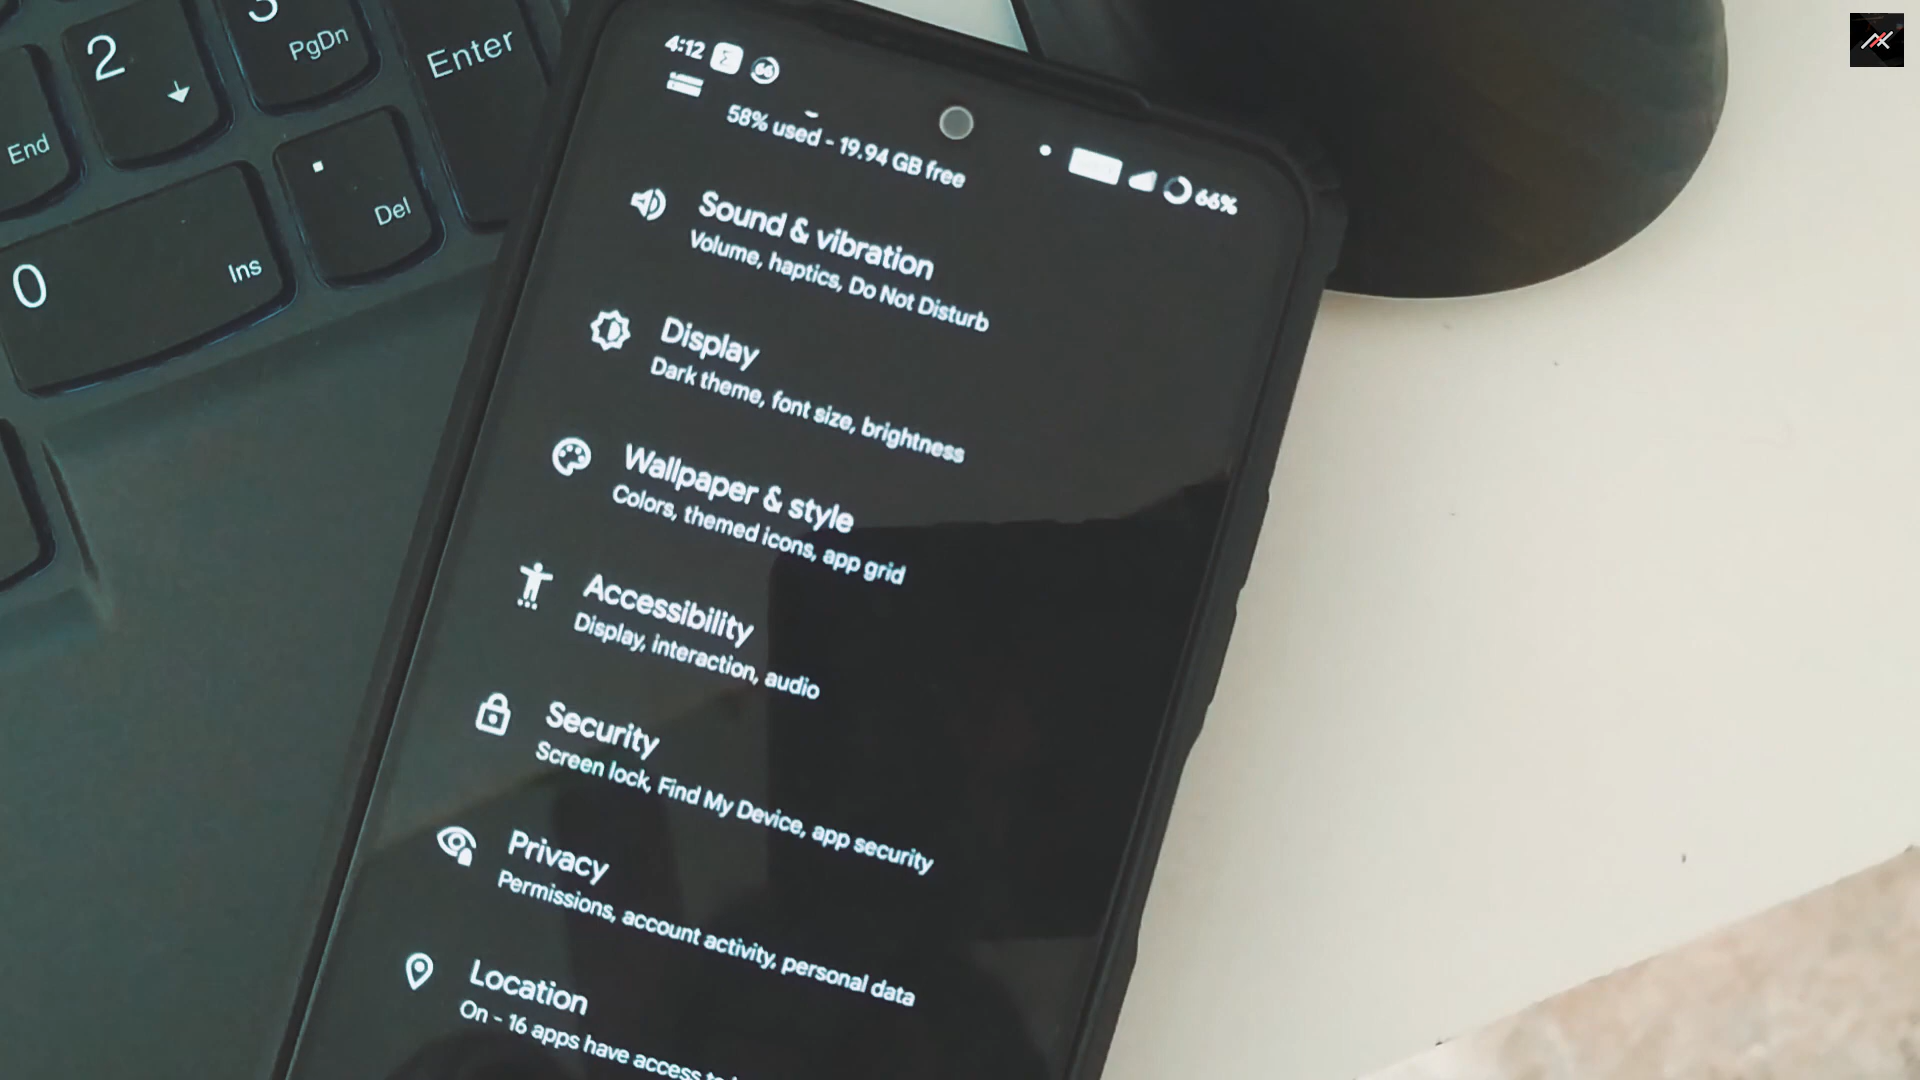 2
3
PgDn
Enter
End
Del
0
Ins
4:12
66
66%
58% used - 19.94 GB free
Sound & vibration
Volume, haptics, Do Not Disturb
Display
Dark theme, font size, brightness
Wallpaper & style
Colors, themed icons, app grid
Accessibility
Display, interaction, audio
Security
Screen lock, Find My Device, app security
Privacy
Permissions, account activity, personal data
Location
On - 16 apps have access to